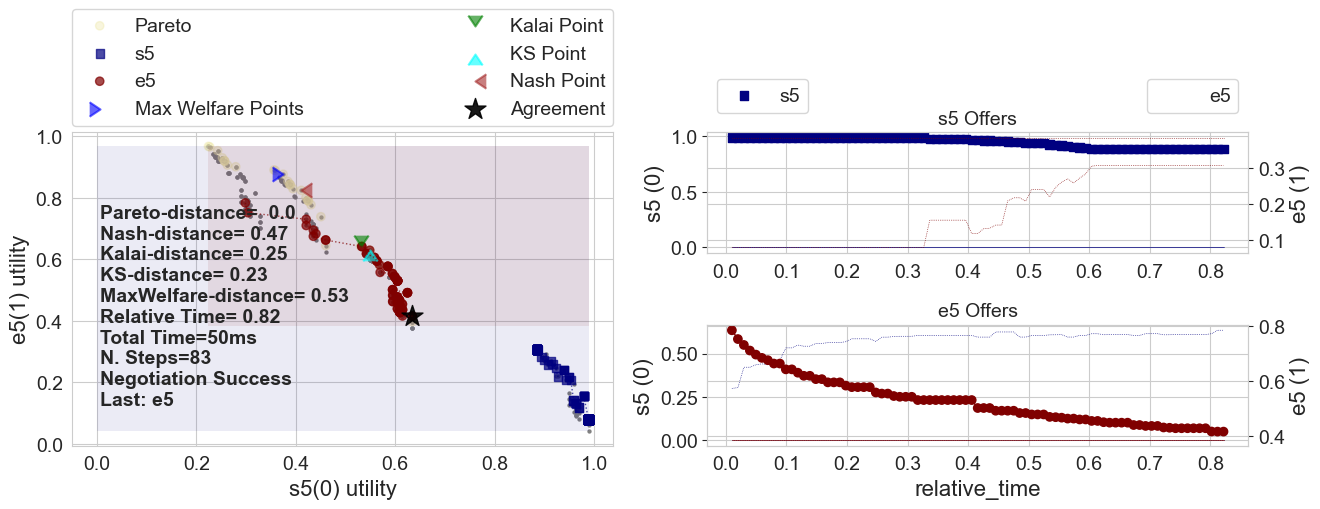 Pareto
s5
e5
Max Welfare Points
Kalai Point
KS Point
Nash Point
Agreement
1.0
0.8
0.6
0.4
0.2
0.0
e5(1) utility
Pareto-distance= 0.0
Nash-distance= 0.47
Kalai-distance= 0.25
KS-distance= 0.23
MaxWelfare-distance= 0.53
Relative Time= 0.82
Total Time=50ms
N. Steps=83
Negotiation Success
Last: e5
0.0 0.2 0.4 0.6 0.8 1.0
s5(0) utility
s5
e5
s5 Offers
1.0
0.5
0.0
s5 (0)
0.3
0.2
0.1
e5 (1)
0.0 0.1 0.2 0.3 0.4 0.5 0.6 0.7 0.8
e5 Offers
0.50
0.25
0.00
s5 (0)
0.8
0.6
0.4
e5 (1)
0.0 0.1 0.2 0.3 0.4 0.5 0.6 0.7 0.8
relative_time